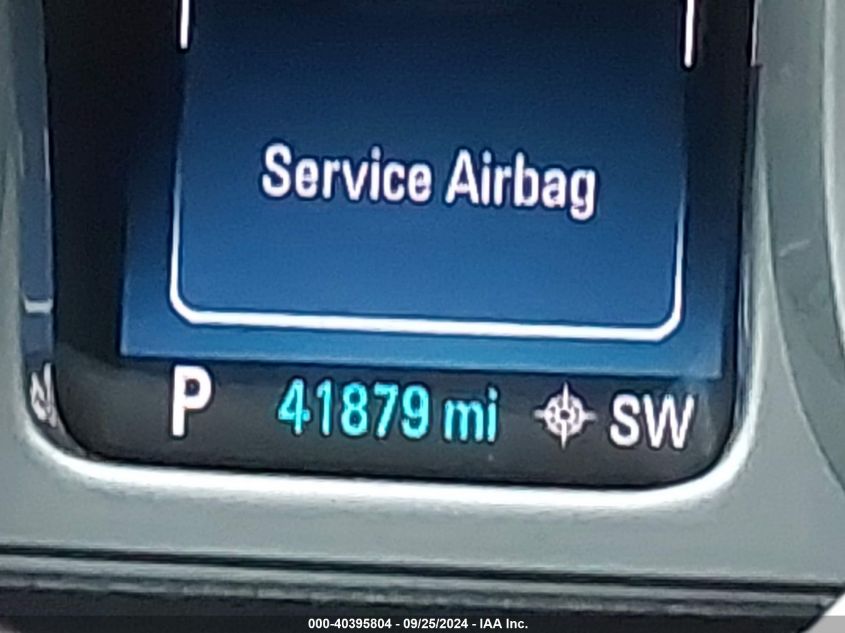 Service Airbag
P 41879 mi SW
000-40395804 - 09/25/2024 - IAA Inc.